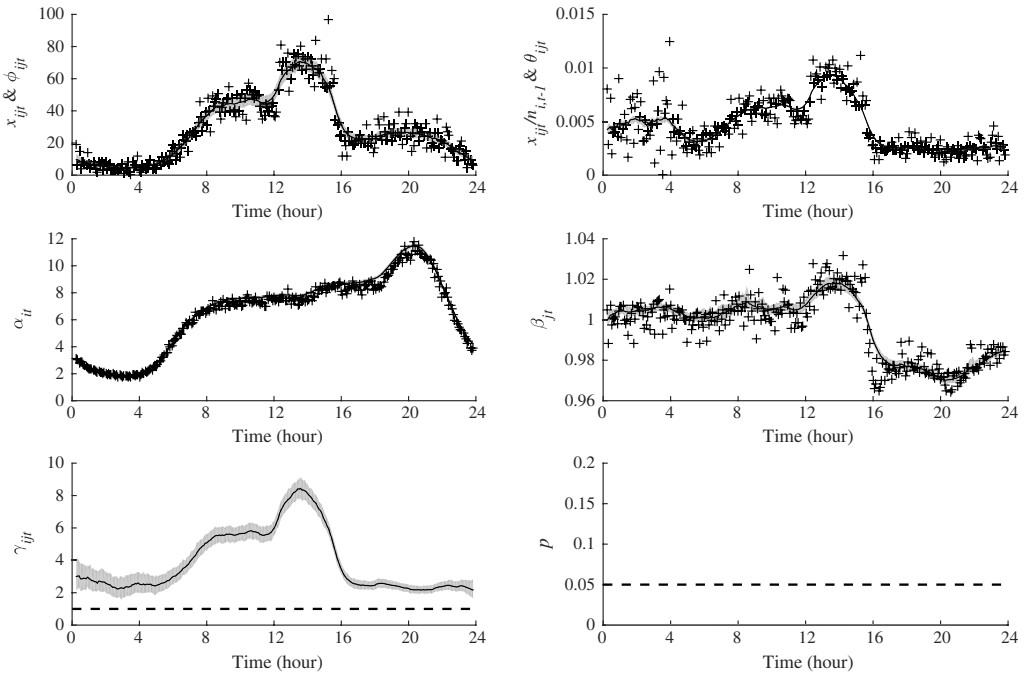 100
80
60
40
20
0
x_ijt & ϕ_ijt
0 4 8 12 16 20 24
Time (hour)
0.015
0.01
0.005
0
x_ijt/n_i,t-1 & θ_ijt
0 4 8 12 16 20 24
Time (hour)
12
10
8
6
4
2
0
α_it
0 4 8 12 16 20 24
Time (hour)
1.04
1.02
1
0.98
0.96
β_jt
0 4 8 12 16 20 24
Time (hour)
10
8
6
4
2
0
γ_ijt
0 4 8 12 16 20 24
Time (hour)
0.2
0.15
0.1
0.05
0
p
0 4 8 12 16 20 24
Time (hour)